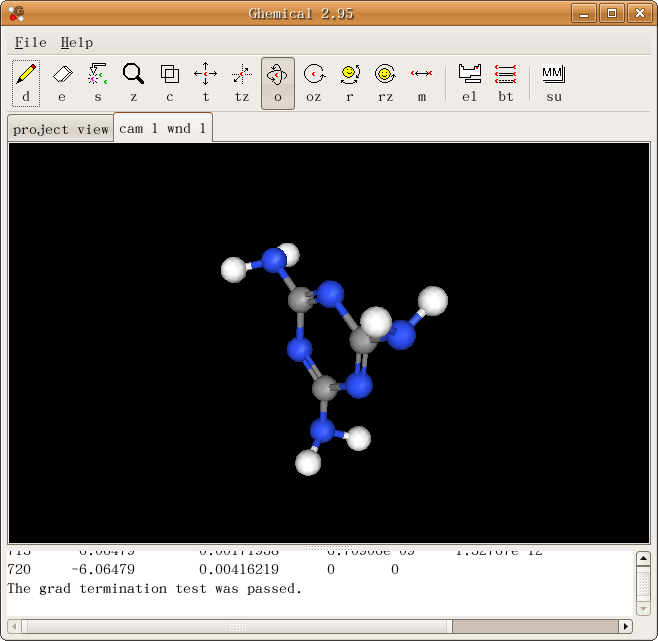 Ghemical 2.95
File Help
d e s z c t tz o oz r rz m el bt su
MM
project view cam 1 wnd 1
720 -6.06479 0.00416219 0 0
The grad termination test was passed.